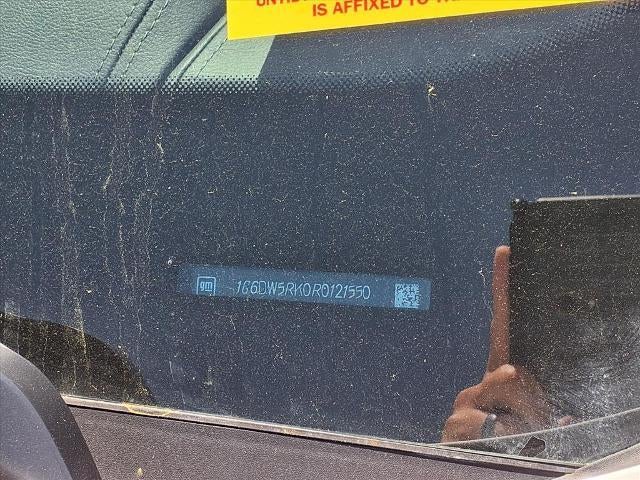 IS AFFIXED TO
gm 1G6DW5RK0R0121550